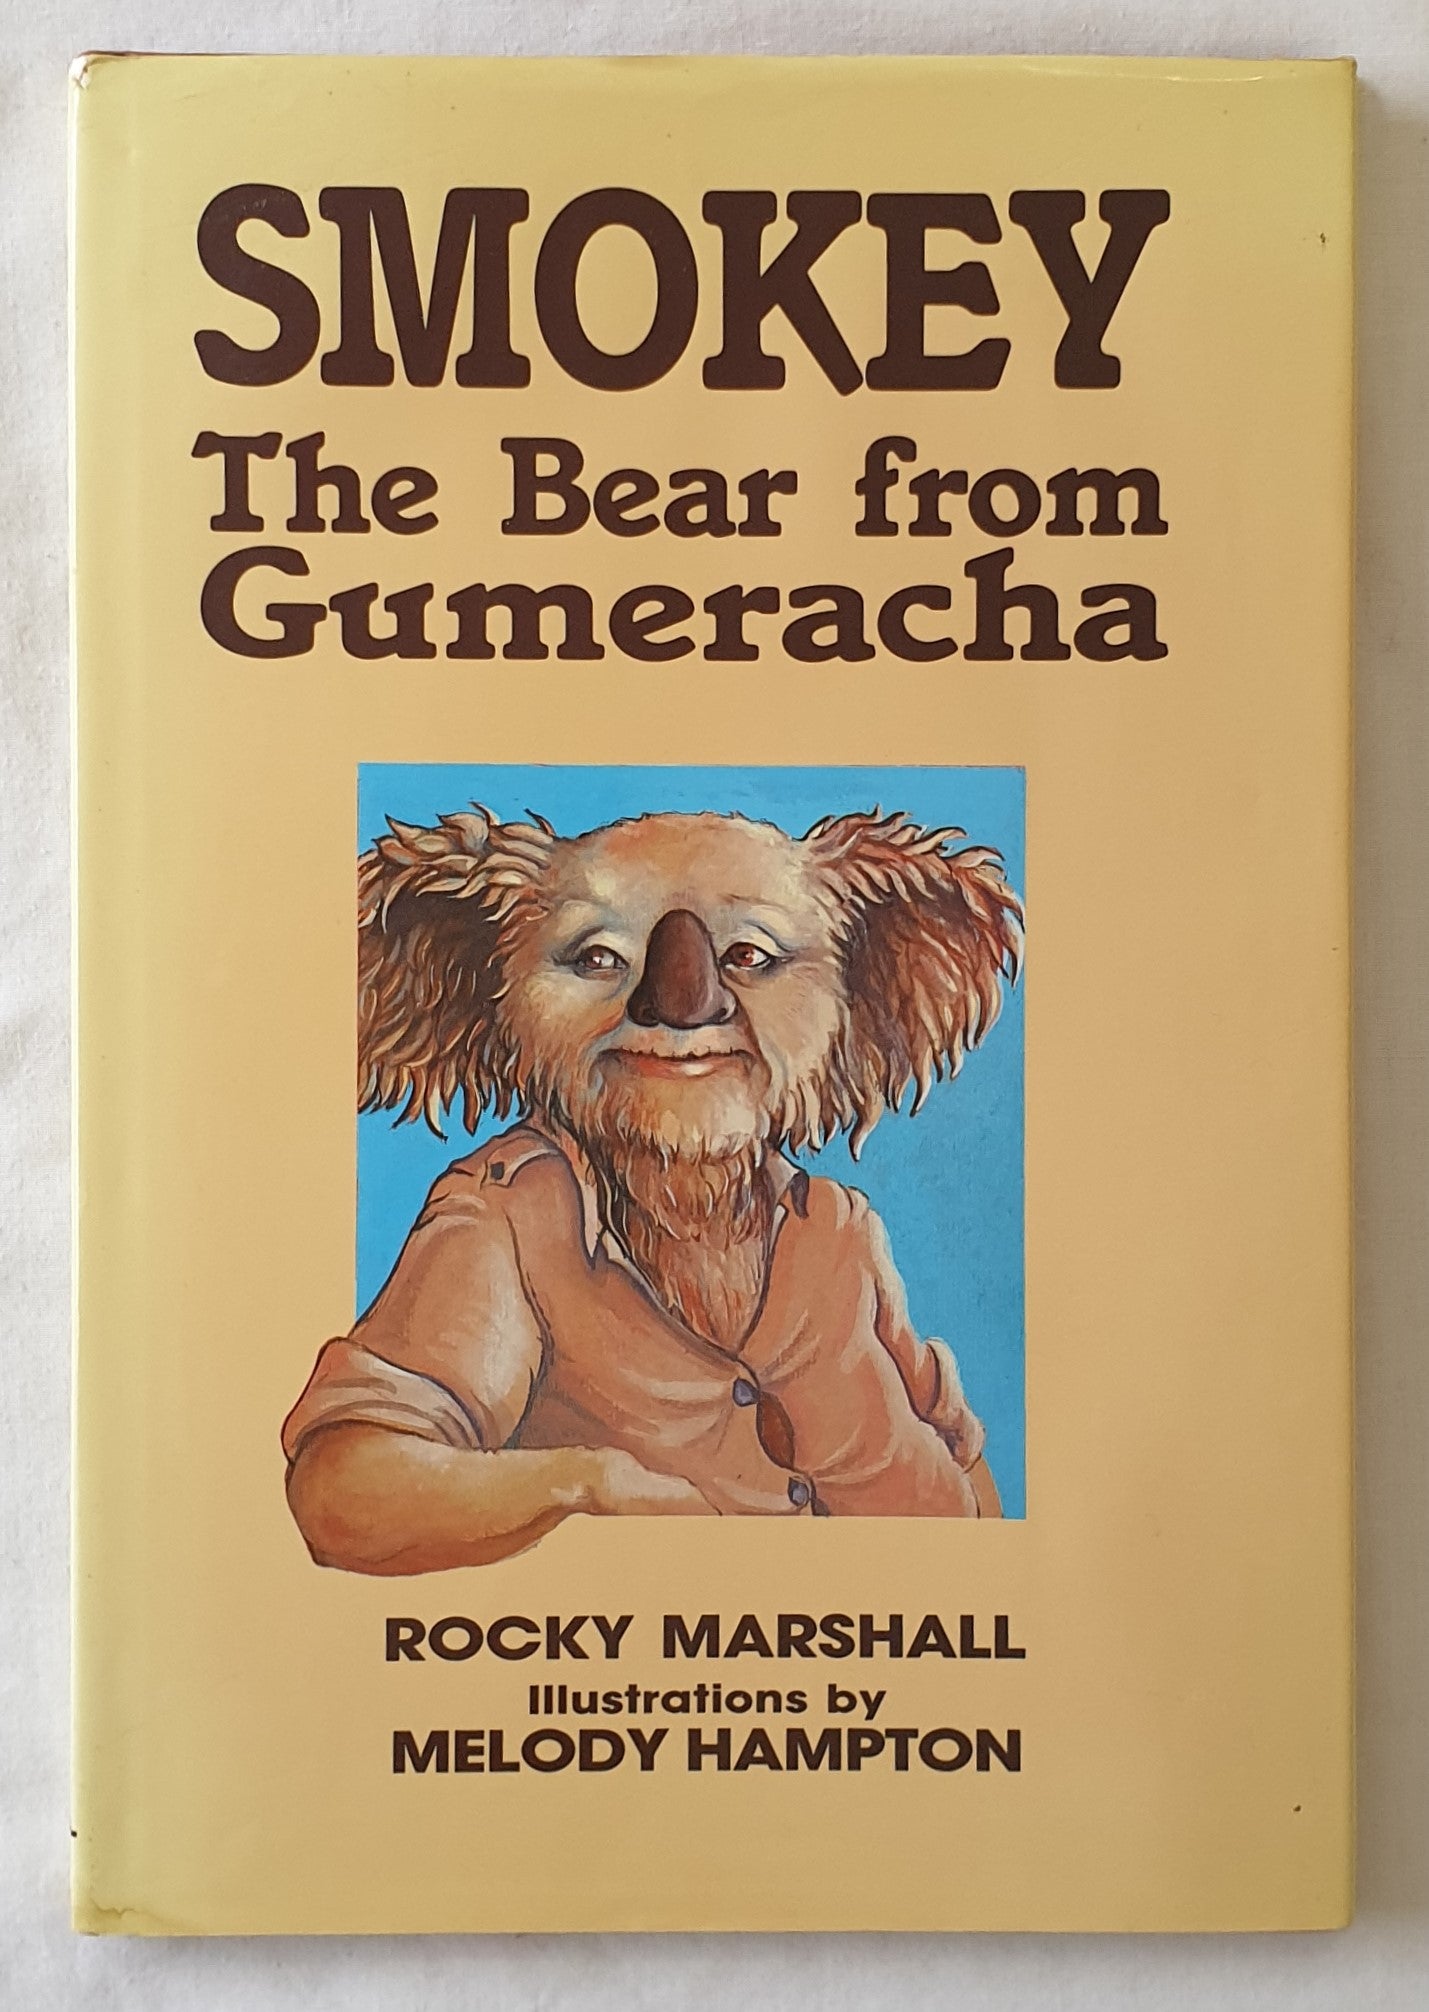 SMOKEY
The Bear from
Gumeracha
ROCKY MARSHALL
Illustrations by
MELODY HAMPTON